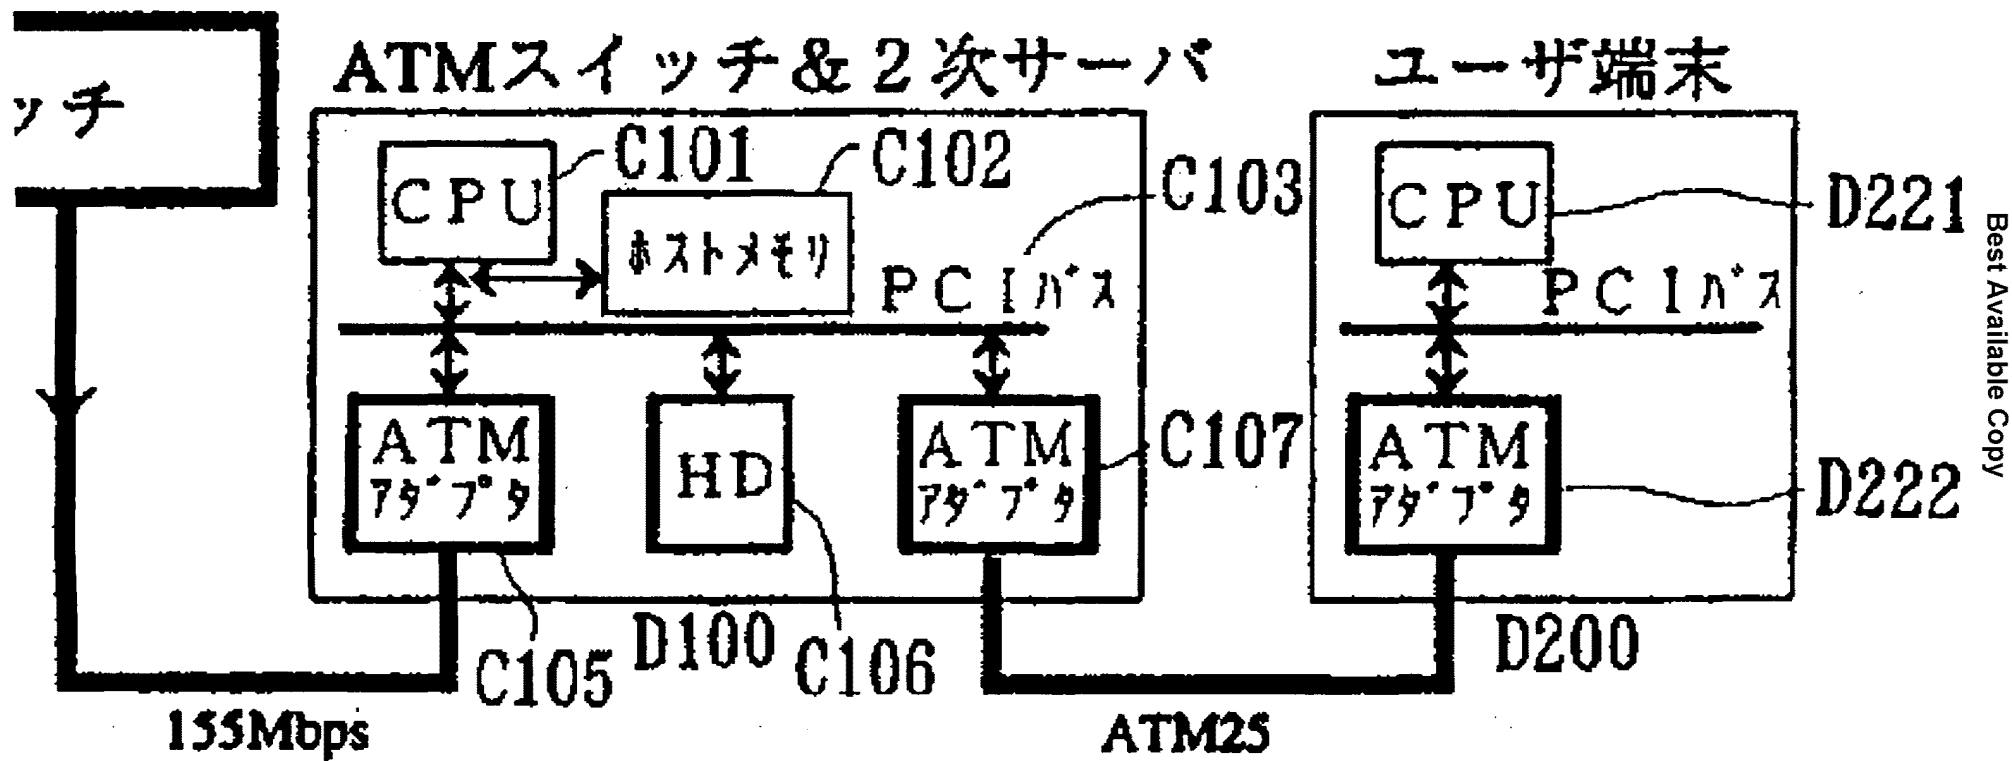 ッチ
ATMスイッチ&2次サーバ
ユーザ端末
CPU
C101
C102
C103
ホストメモリ
PCIバス
ATM
アダプタ
HD
ATM
アダプタ
C107
C105
D100
C106
CPU
D221
PCIバス
ATM
アダプタ
D222
D200
155Mbps
ATM25
Best Available Copy